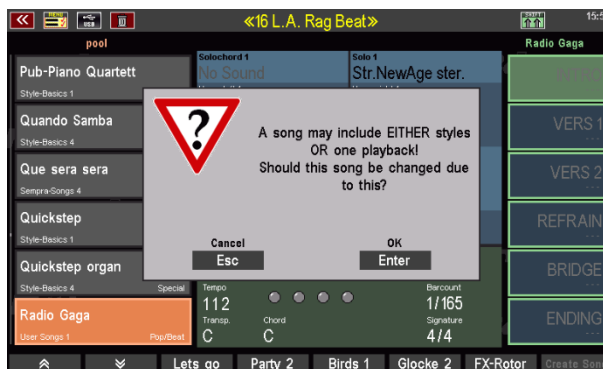 ≪16 L.A. Rag Beat≫
pool
Radio Gaga
Pub-Piano Quartett
Style-Basics 1
Quando Samba
Style-Basics 4
Que sera sera
Sempra-Songs 4
Quickstep
Style-Basics 1
Quickstep organ
Style-Basics 4 Special
Radio Gaga
User Songs 1 Pop/Beat
Solochord 1
No Sound
Solo 1
Str.NewAge ster.
A song may include EITHER styles
OR one playback!
Should this song be changed due
to this?
Cancel
Esc
OK
Enter
Tempo
112
Barcount
1/165
Transp.
C
Chord
C
Signature
4/4
INTRO
VERS 1
VERS 2
REFRAIN
BRIDGE
ENDING
Lets go Party 2 Birds 1 Glocke 2 FX-Rotor Create Song